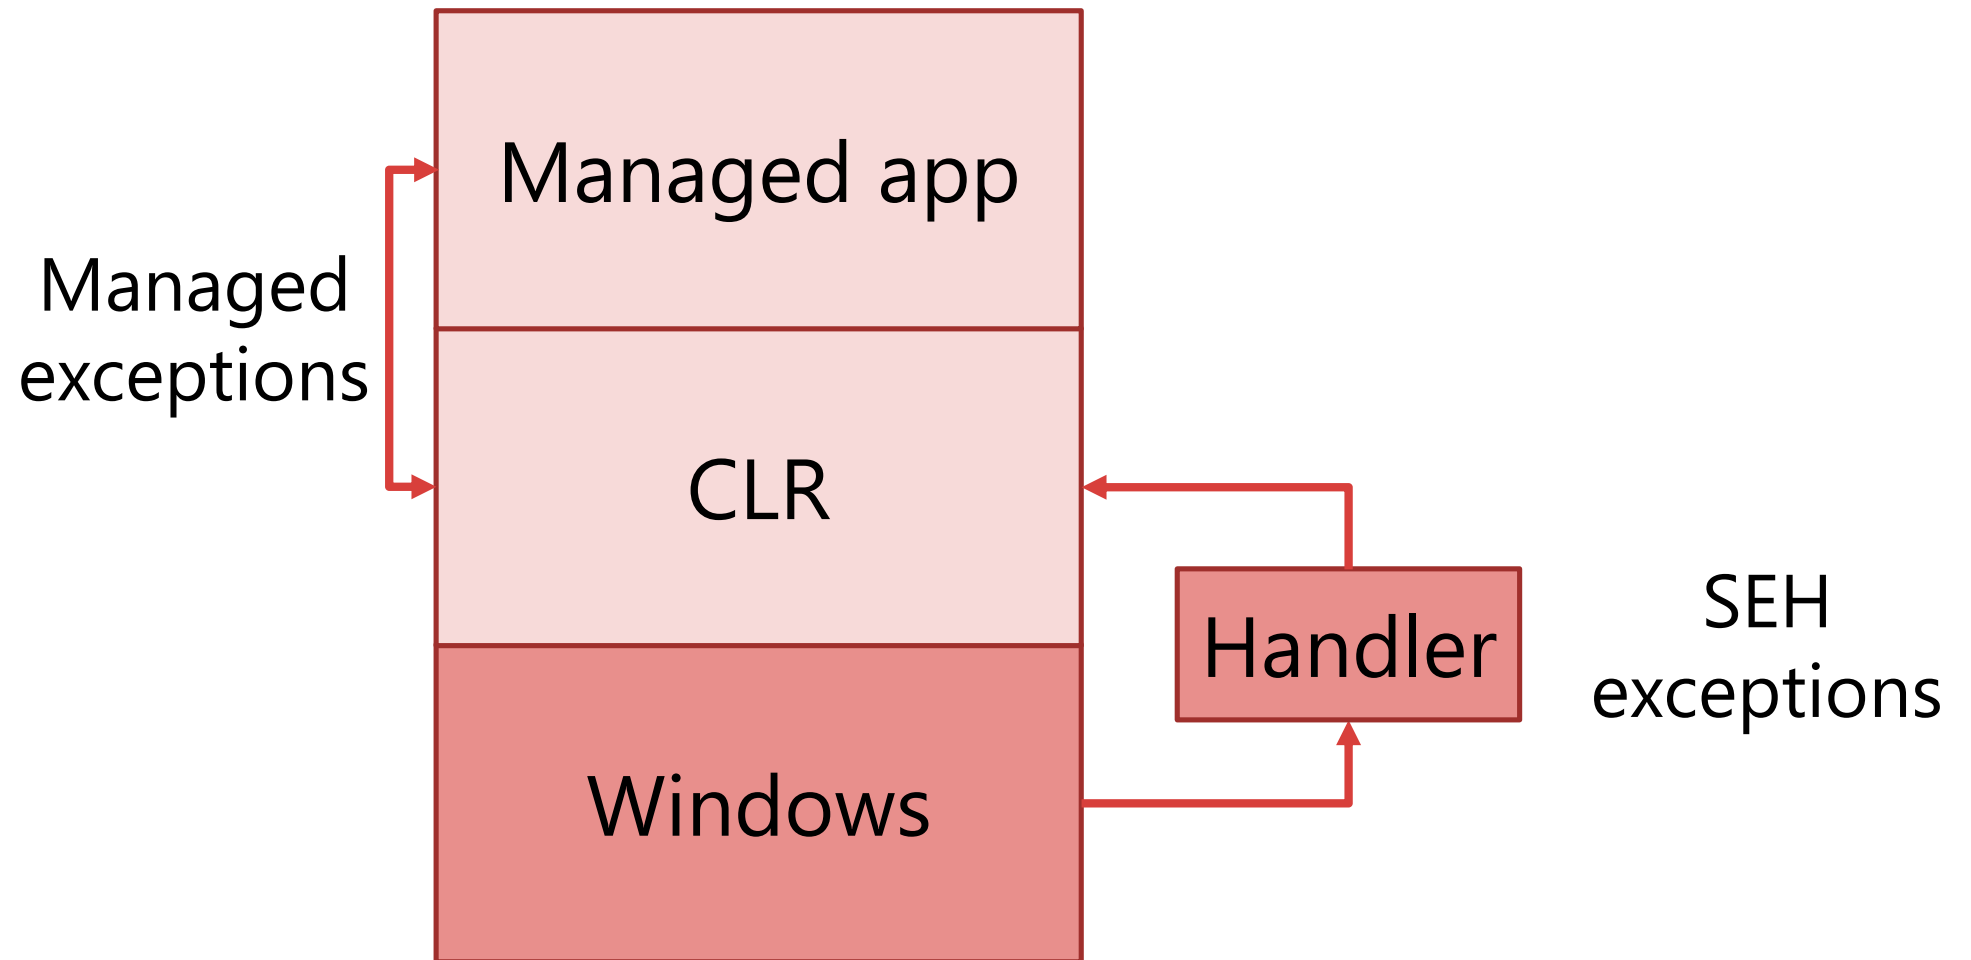 Managed app
Managed
exceptions
CLR
Handler
SEH
exceptions
Windows